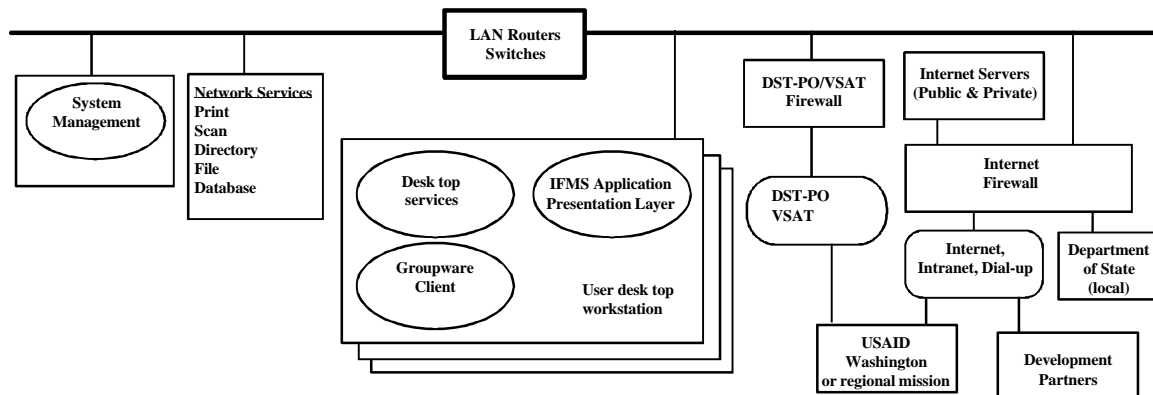 LAN Routers
Switches
System
Management
Network Services
Print
Scan
Directory
File
Database
Desk top
services
IFMS Application
Presentation Layer
Groupware
Client
User desk top
workstation
DST-PO/VSAT
Firewall
DST-PO
VSAT
Internet Servers
(Public & Private)
Internet
Firewall
Internet,
Intranet, Dial-up
Department
of State
(local)
USAID
Washington
or regional mission
Development
Partners